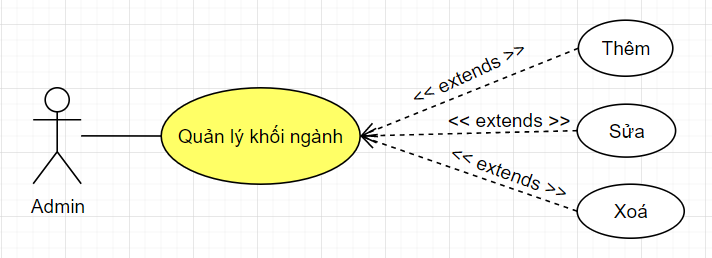 Thêm
<< extends >>
<< extends >>
Sửa
Quản lý khối ngành
<< extends >>
Admin
Xoá